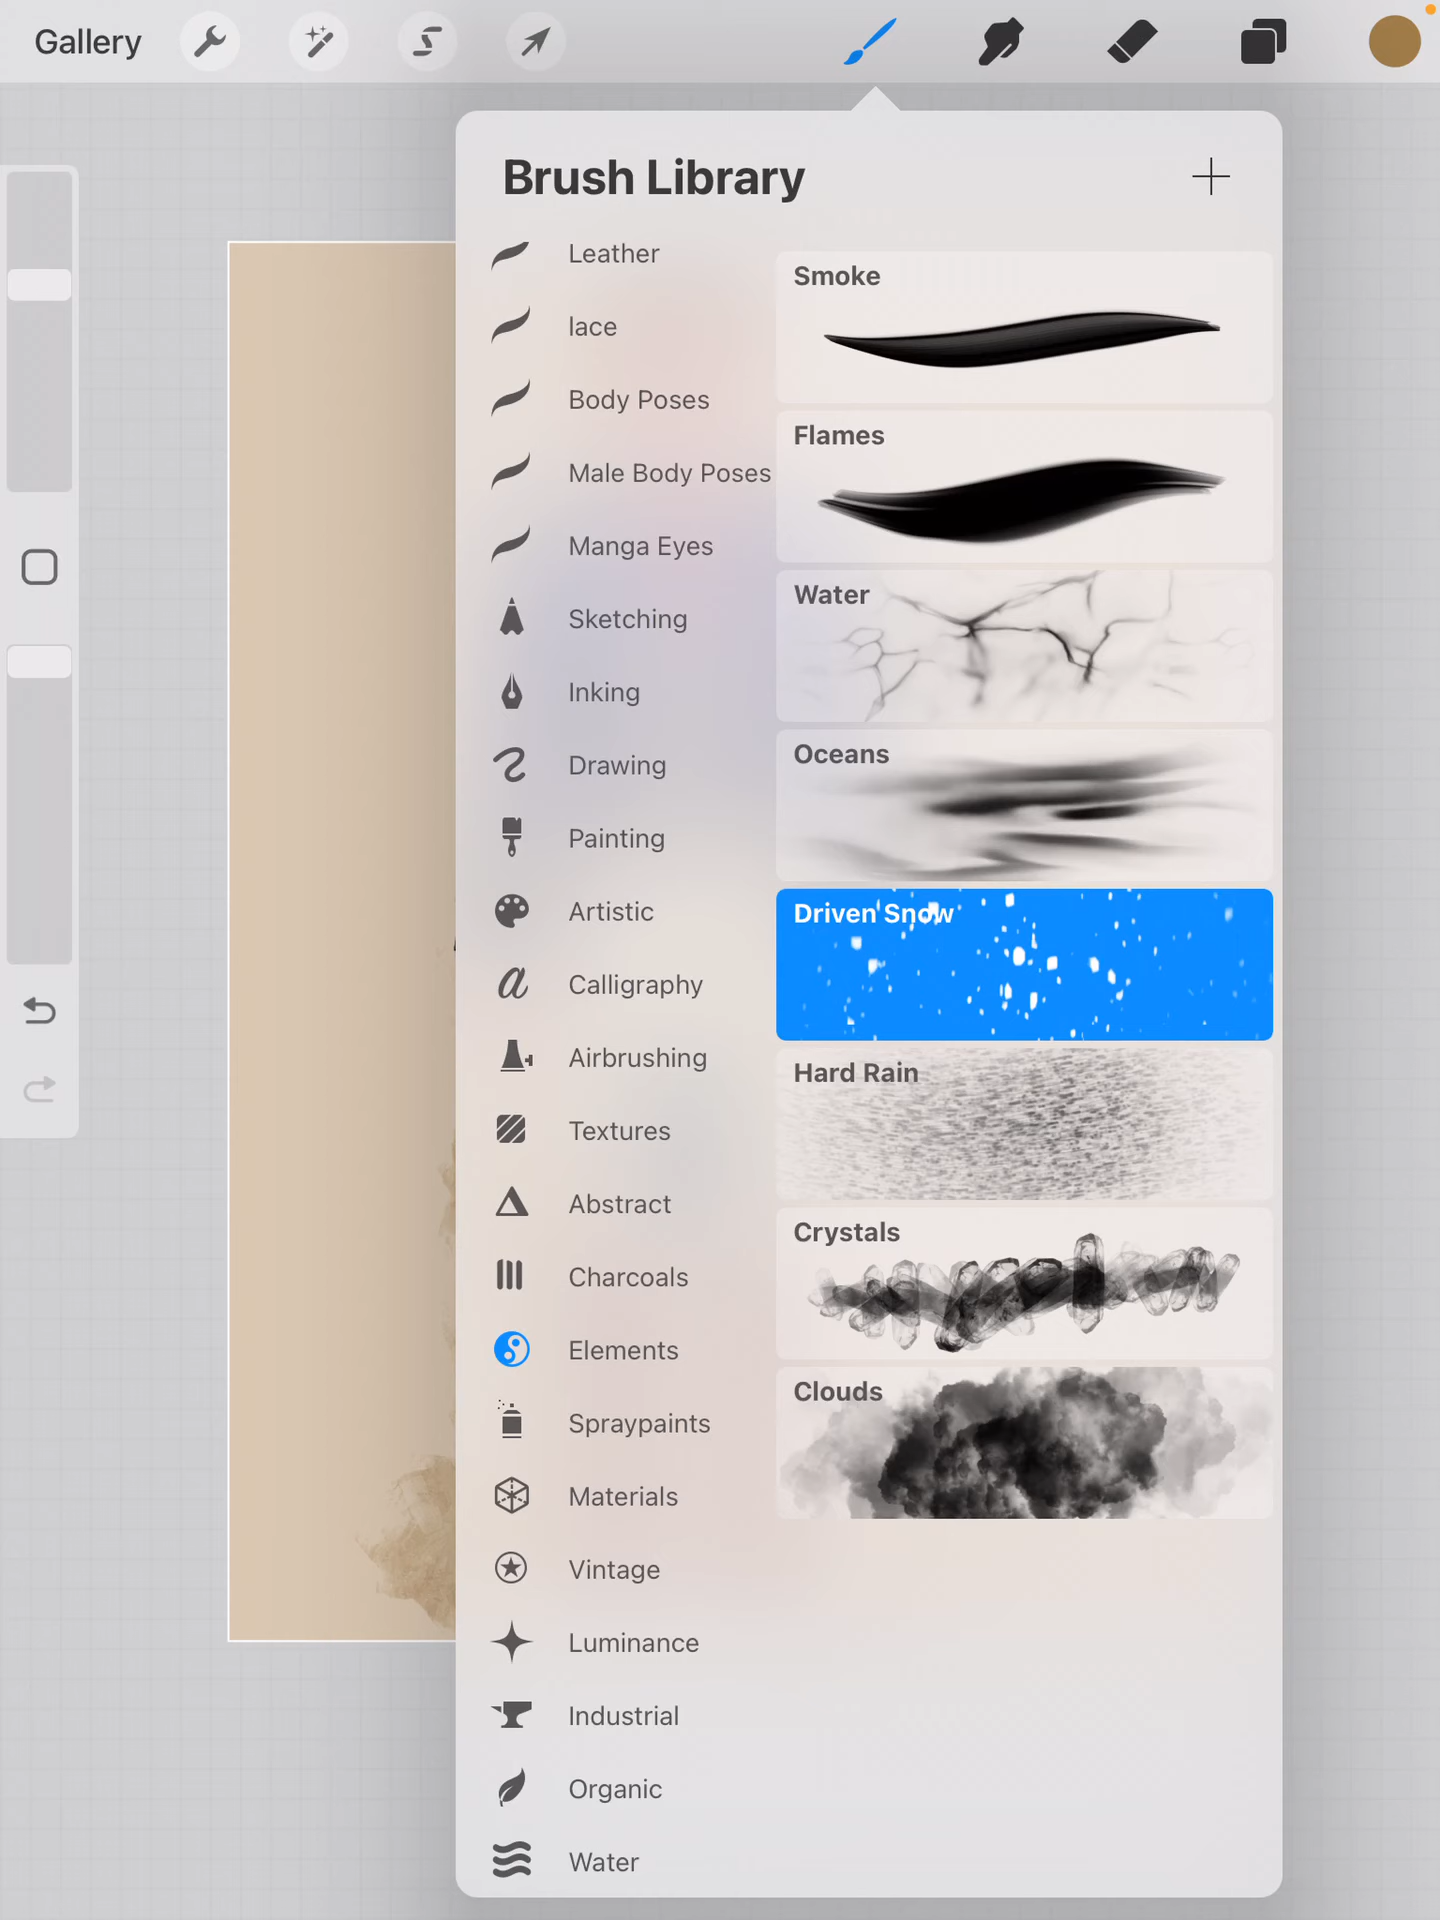 Gallery
Brush Library
Leather
lace
Body Poses
Male Body Poses
Manga Eyes
Sketching
Inking
Drawing
Painting
Artistic
Calligraphy
Airbrushing
Textures
Abstract
Charcoals
Elements
Spraypaints
Materials
Vintage
Luminance
Industrial
Organic
Water
Smoke
Flames
Water
Oceans
Driven Snow
Hard Rain
Crystals
Clouds